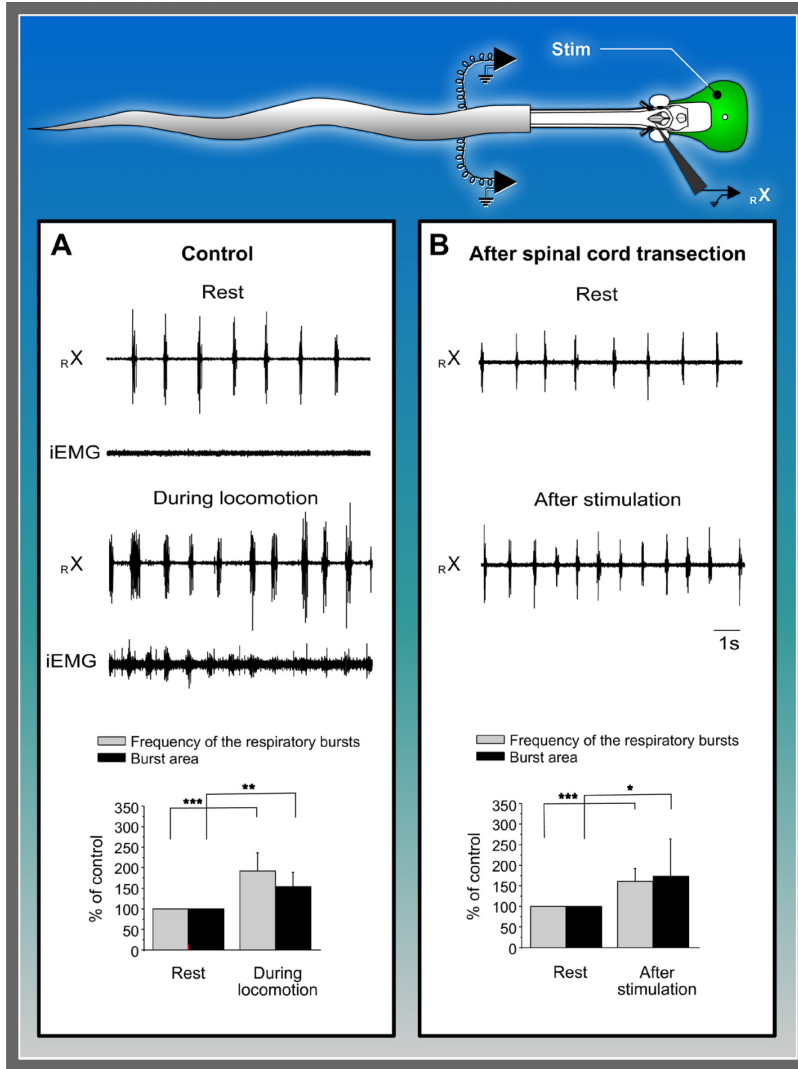 Stim
RX
A
Control
Rest
RX
iEMG
During locomotion
RX
iEMG
Frequency of the respiratory bursts
Burst area
*** **
350
300
250
200
150
100
50
0
% of control
Rest
During
locomotion
B
After spinal cord transection
Rest
RX
After stimulation
RX
1s
Frequency of the respiratory bursts
Burst area
*** *
350
300
250
200
150
100
50
0
% of control
Rest
After
stimulation